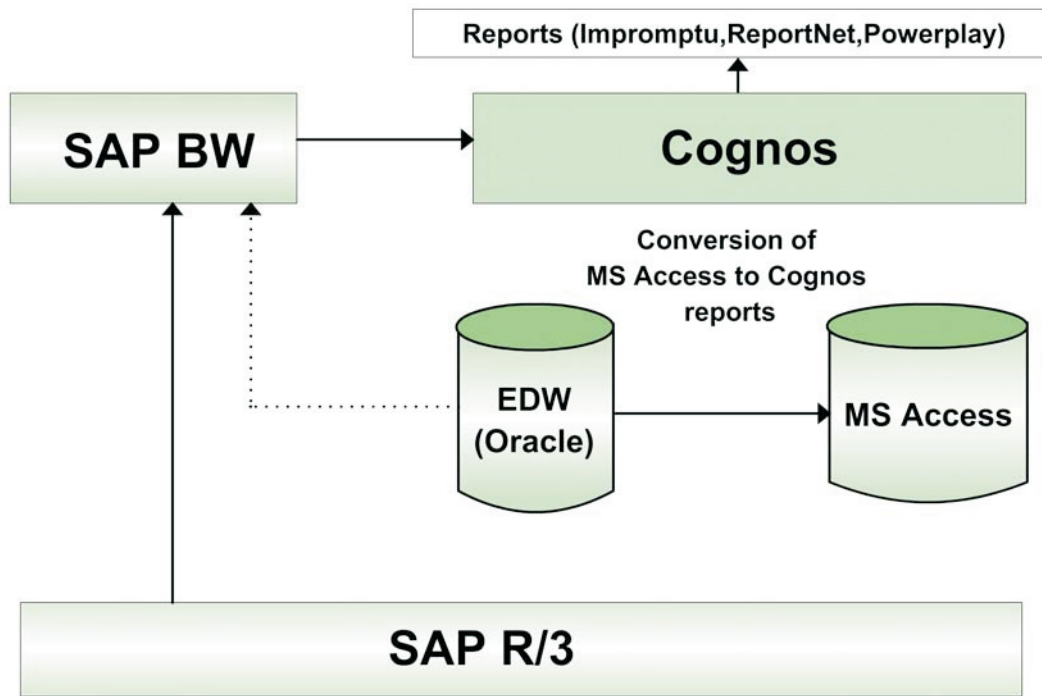 Reports (Impromptu,ReportNet,Powerplay)
SAP BW
Cognos
Conversion of
MS Access to Cognos
reports
EDW
(Oracle)
MS Access
SAP R/3